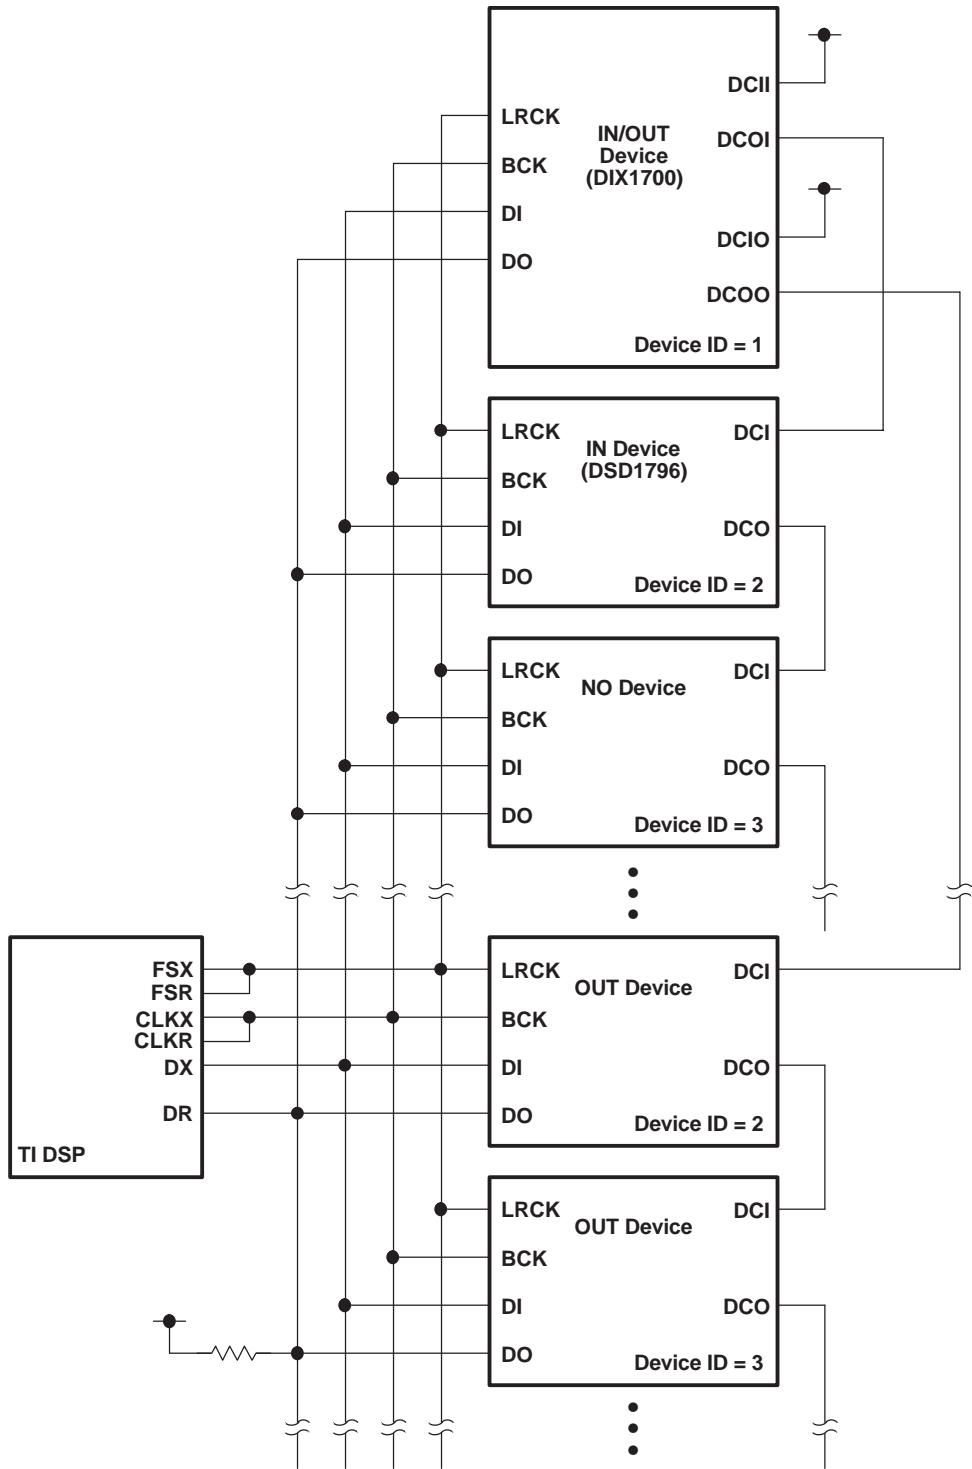 DCII
LRCK
IN/OUT
Device
(DIX1700)
DCOI
BCK
DI
DCIO
DO
DCOO
Device ID = 1
LRCK
IN Device
(DSD1796)
DCI
BCK
DI
DCO
DO
Device ID = 2
LRCK
NO Device
DCI
BCK
DI
DCO
DO
Device ID = 3
FSX
FSR
CLKX
CLKR
DX
DR
TI DSP
LRCK
OUT Device
DCI
BCK
DI
DCO
DO
Device ID = 2
LRCK
OUT Device
DCI
BCK
DI
DCO
DO
Device ID = 3